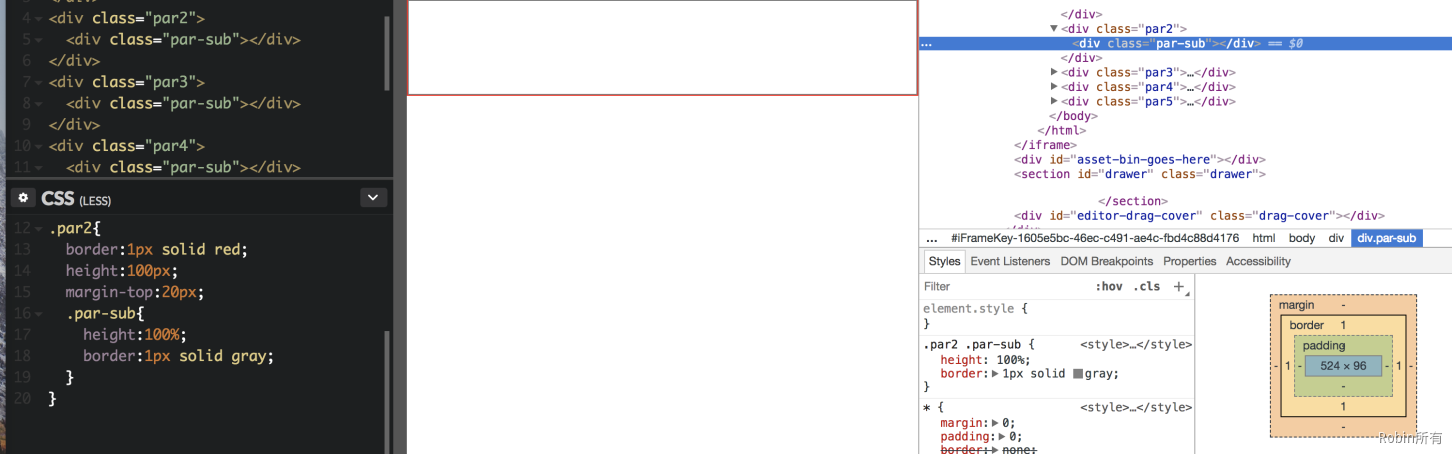 </div>
4 <div class="par2">
5 <div class="par-sub"></div>
6 </div>
7 <div class="par3">
8 <div class="par-sub"></div>
9 </div>
10 <div class="par4">
11 <div class="par-sub"></div>
CSS (LESS)
12 .par2{
13 border:1px solid red;
14 height:100px;
15 margin-top:20px;
16 .par-sub{
17 height:100%;
18 border:1px solid gray;
19 }
20 }
</div>
▼<div class="par2">
... <div class="par-sub"></div> == $0
</div>
▶<div class="par3">…</div>
▶<div class="par4">…</div>
▶<div class="par5">…</div>
</body>
</html>
</iframe>
<div id="asset-bin-goes-here"></div>
<section id="drawer" class="drawer">
</section>
<div id="editor-drag-cover" class="drag-cover"></div>
... #iFrameKey-1605e5bc-46ec-c491-ae4c-fbd4c88d4176 html body div div.par-sub
Styles Event Listeners DOM Breakpoints Properties Accessibility
Filter :hov .cls +
element.style {
}
.par2 .par-sub { <style>…</style>
height: 100%;
border:▶1px solid gray;
}
* { <style>…</style>
margin:▶0;
padding:▶0;
border:▶none;
margin -
border 1
padding -
- 1 - 524 × 96 - 1 -
-
1
-
Robin所有